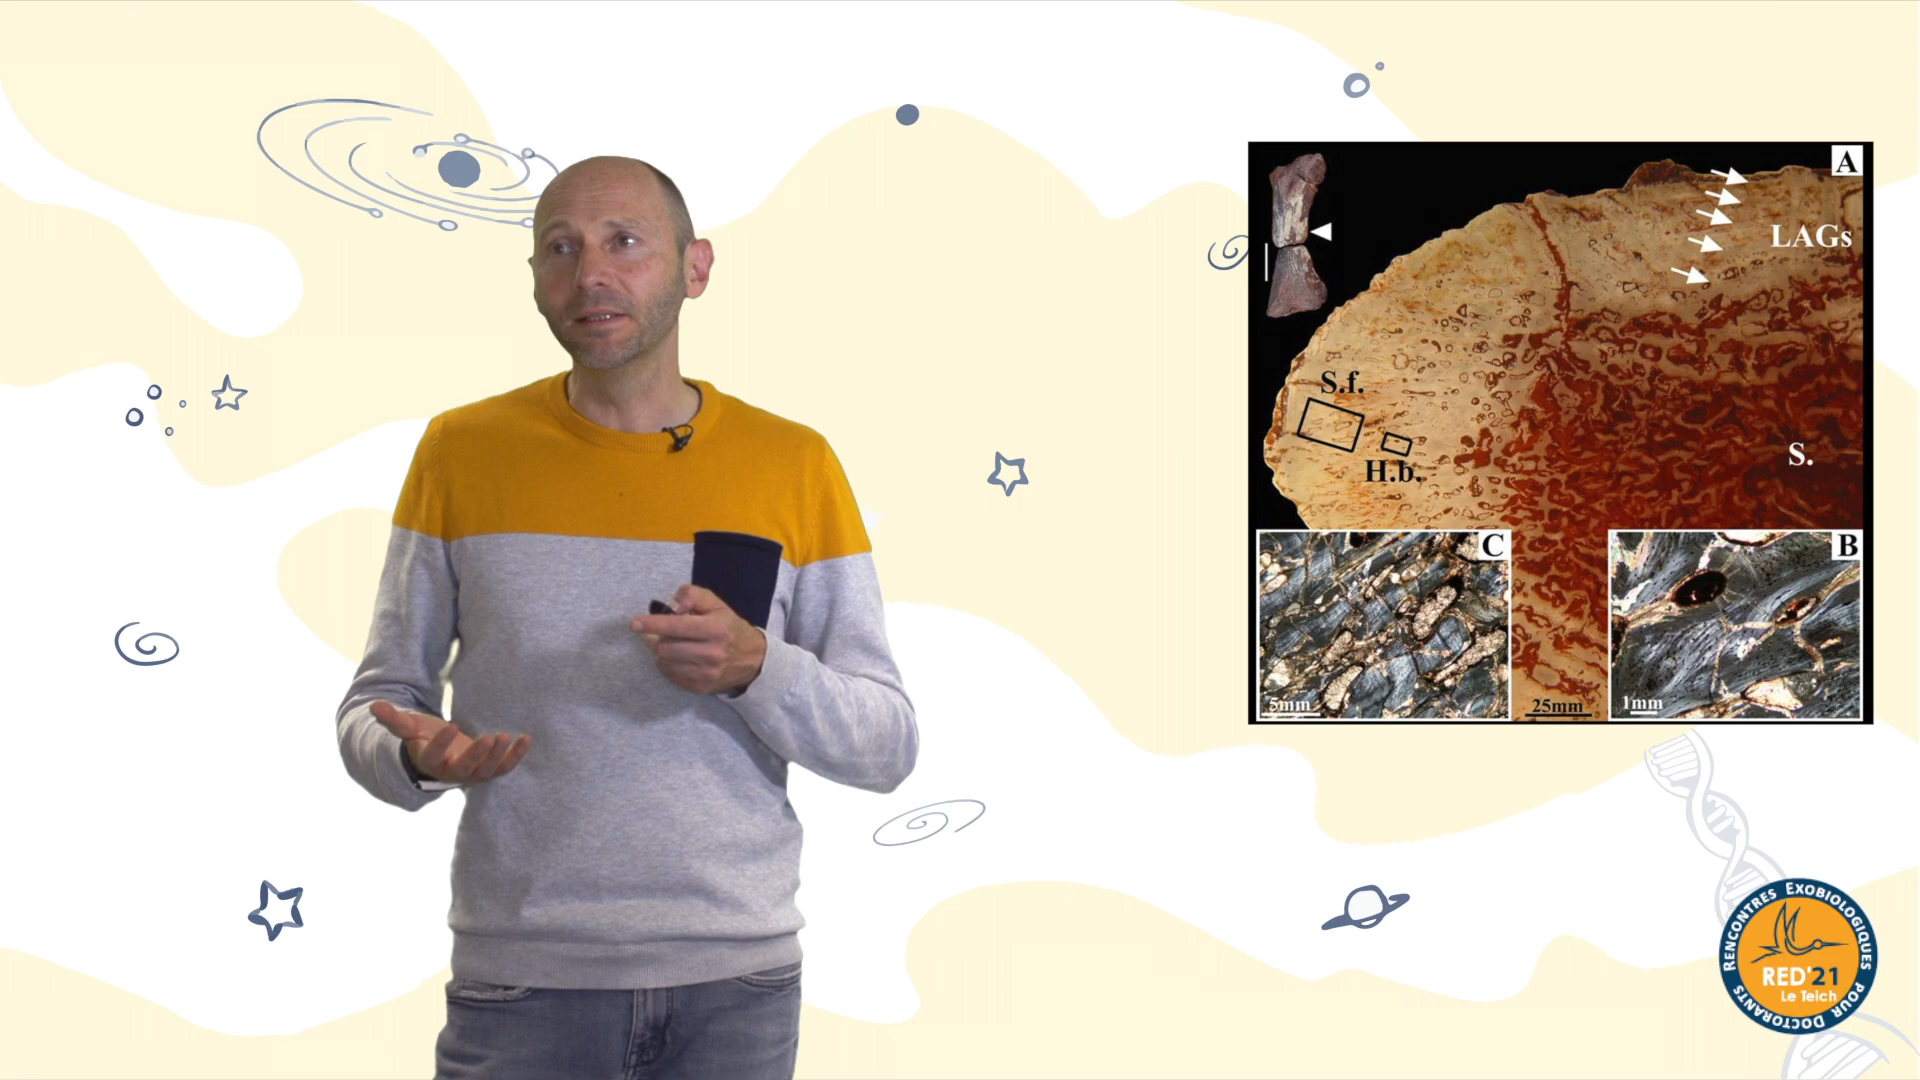 A
LAGs
S.f.
H.b.
S.
C
B
5mm
25mm
1mm
RENCONTRES EXOBIOLOGIQUES POUR DOCTORANTS
RED'21
Le Teich